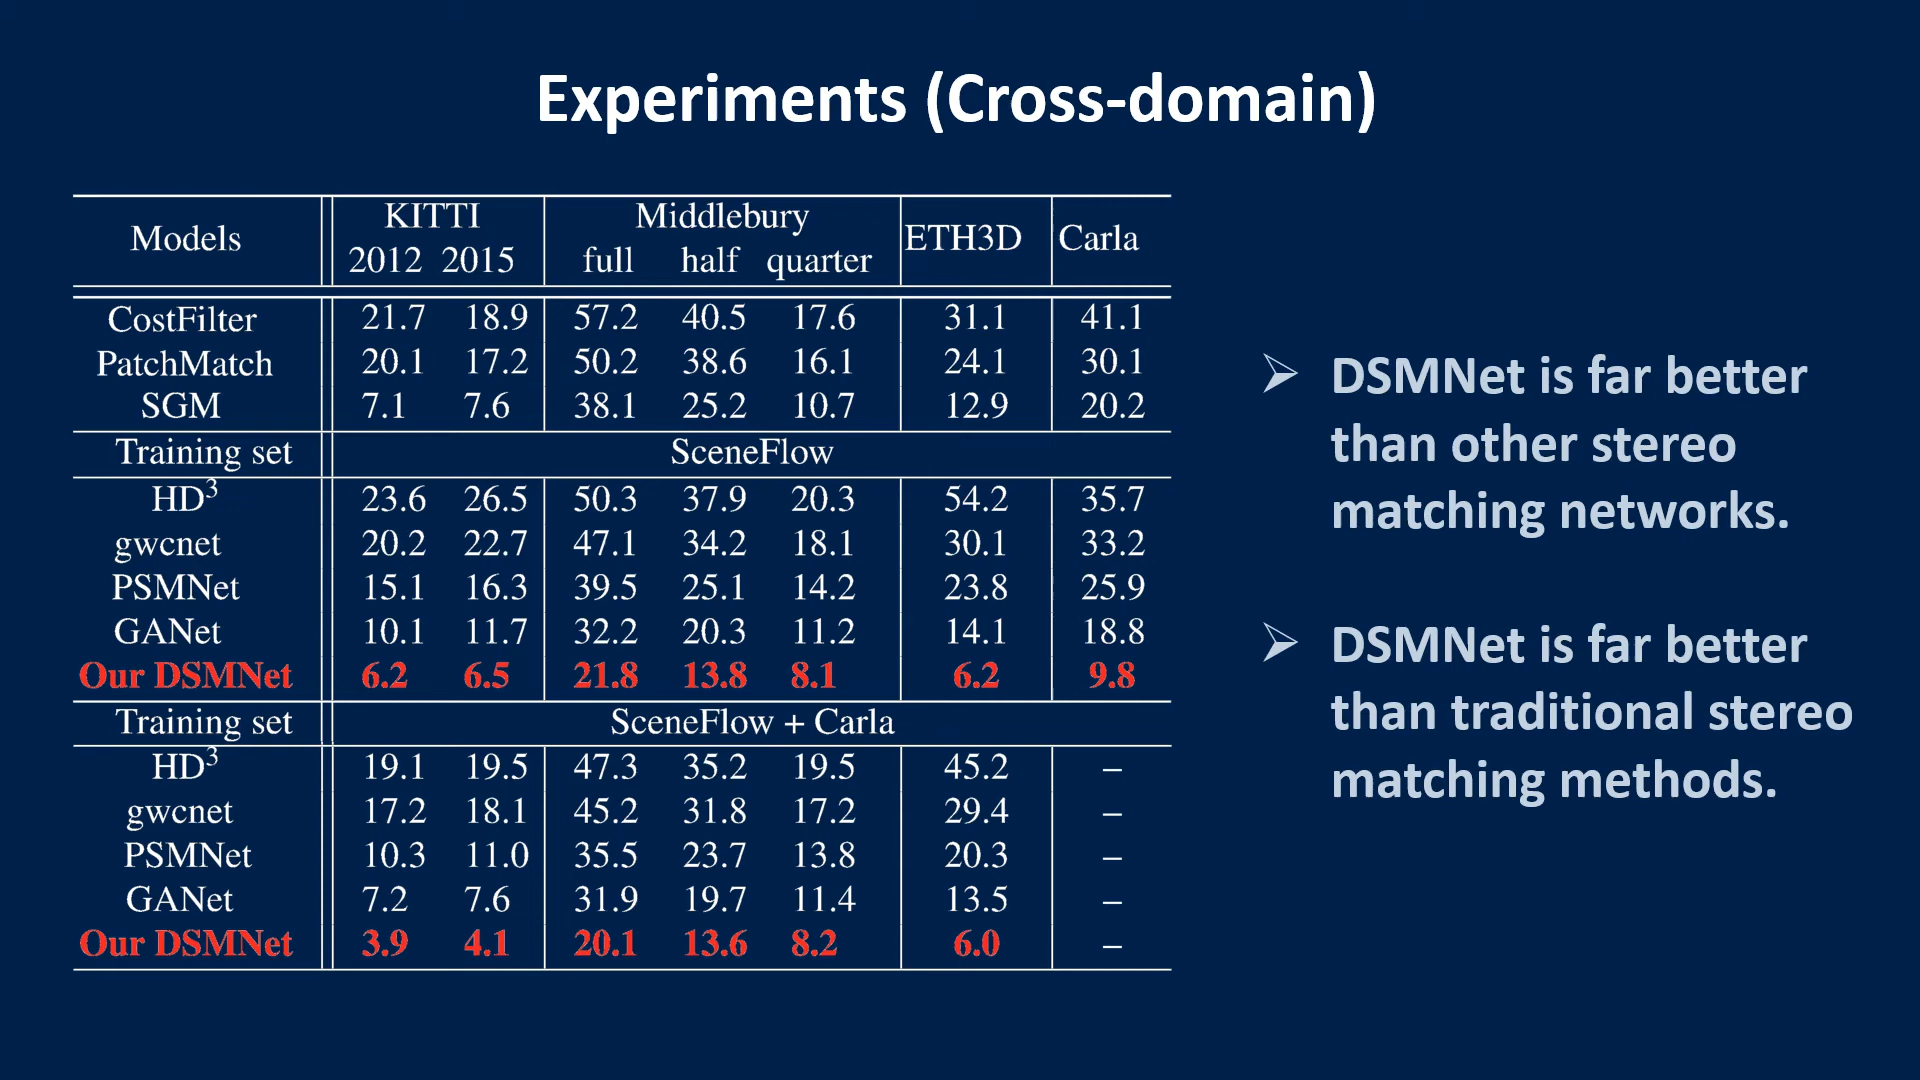 Experiments (Cross-domain)
Models KITTI Middlebury ETH3D Carla
2012 2015 full half quarter
CostFilter 21.7 18.9 57.2 40.5 17.6 31.1 41.1
PatchMatch 20.1 17.2 50.2 38.6 16.1 24.1 30.1
SGM 7.1 7.6 38.1 25.2 10.7 12.9 20.2
Training set SceneFlow
HD³ 23.6 26.5 50.3 37.9 20.3 54.2 35.7
gwcnet 20.2 22.7 47.1 34.2 18.1 30.1 33.2
PSMNet 15.1 16.3 39.5 25.1 14.2 23.8 25.9
GANet 10.1 11.7 32.2 20.3 11.2 14.1 18.8
Our DSMNet 6.2 6.5 21.8 13.8 8.1 6.2 9.8
Training set SceneFlow + Carla
HD³ 19.1 19.5 47.3 35.2 19.5 45.2 –
gwcnet 17.2 18.1 45.2 31.8 17.2 29.4 –
PSMNet 10.3 11.0 35.5 23.7 13.8 20.3 –
GANet 7.2 7.6 31.9 19.7 11.4 13.5 –
Our DSMNet 3.9 4.1 20.1 13.6 8.2 6.0 –
➢ DSMNet is far better
than other stereo
matching networks.
➢ DSMNet is far better
than traditional stereo
matching methods.